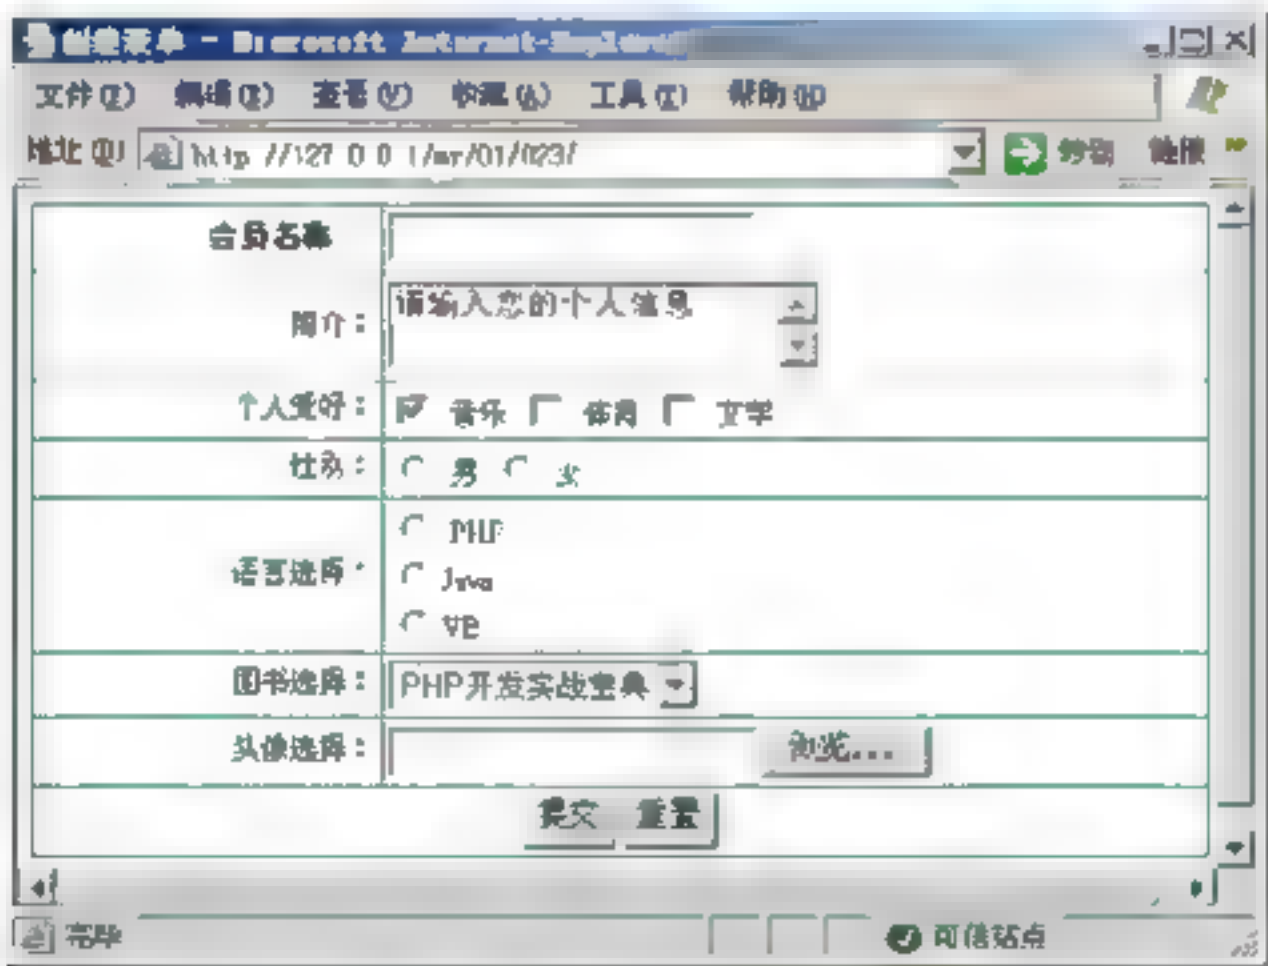 创建表单 - Microsoft Internet Explorer
文件(F) 编辑(E) 查看(V) 收藏(A) 工具(T) 帮助(H)
地址(D) http://127.0.0.1/mr/01/023/ 转到 链接 »
会员名称
简介：
请输入您的个人信息
个人爱好： 音乐 体育 文学
性别： 男 女
语言选择：
PHP
Java
VB
图书选择： PHP开发实战宝典
头像选择： 浏览...
提交 重置
完毕 可信站点